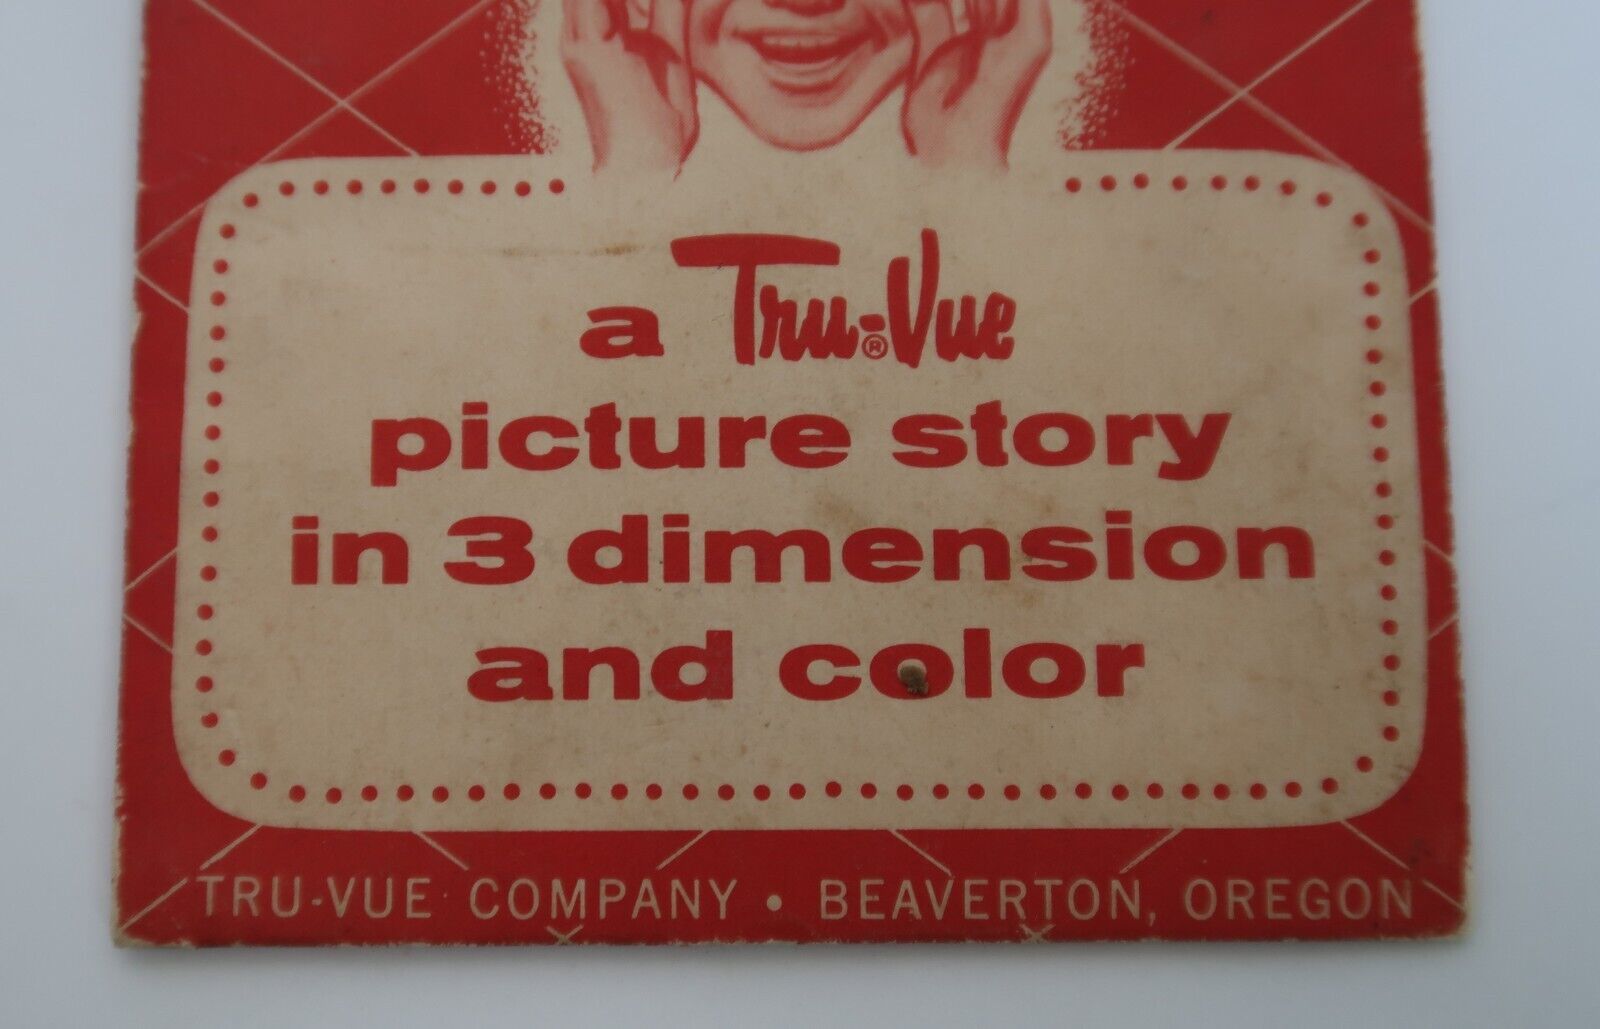 a Tru-Vue®
picture story
in 3 dimension
and color
TRU-VUE COMPANY • BEAVERTON, OREGON